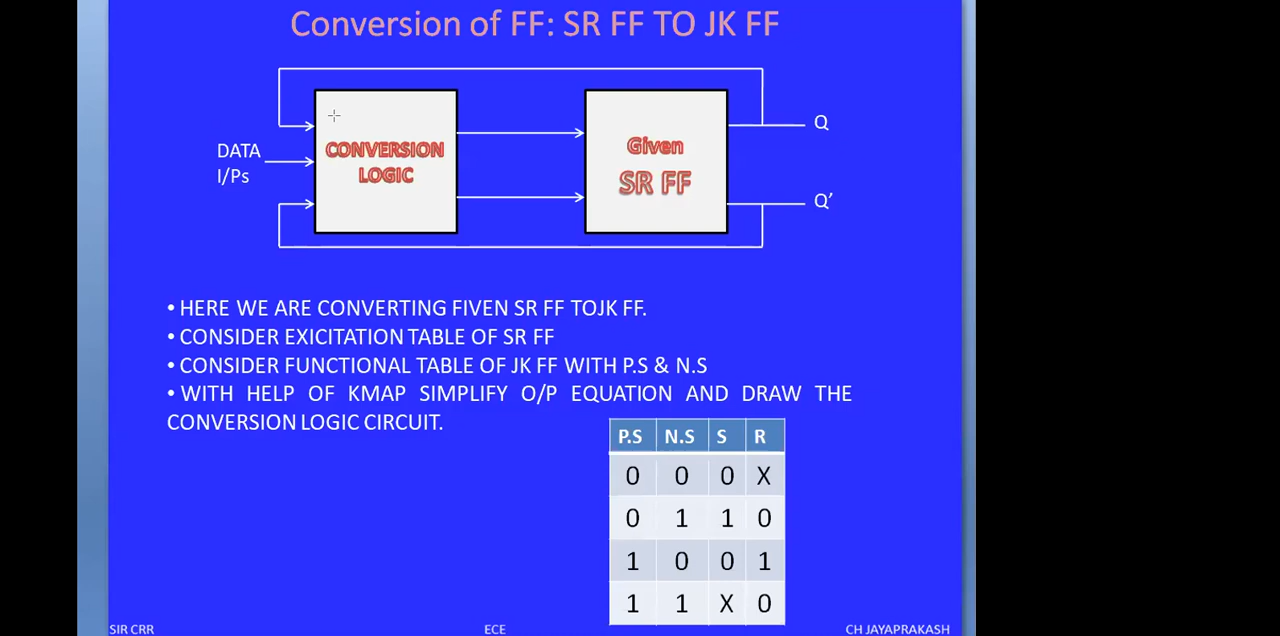 Conversion of FF: SR FF TO JK FF
DATA
I/Ps
CONVERSION
LOGIC
Given
SR FF
Q
Q’
• HERE WE ARE CONVERTING FIVEN SR FF TOJK FF.
• CONSIDER EXICITATION TABLE OF SR FF
• CONSIDER FUNCTIONAL TABLE OF JK FF WITH P.S & N.S
• WITH HELP OF KMAP SIMPLIFY O/P EQUATION AND DRAW THE
CONVERSION LOGIC CIRCUIT.
P.S N.S S R
0 0 0 X
0 1 1 0
1 0 0 1
1 1 X 0
SIR CRR ECE CH JAYAPRAKASH